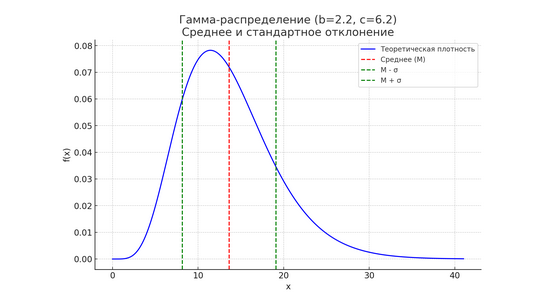 Гамма-распределение (b=2.2, c=6.2)
Среднее и стандартное отклонение
Теоретическая плотность
Среднее (M)
M - σ
M + σ
0.08
0.07
0.06
0.05
0.04
0.03
0.02
0.01
0.00
f(x)
0 10 20 30 40
x